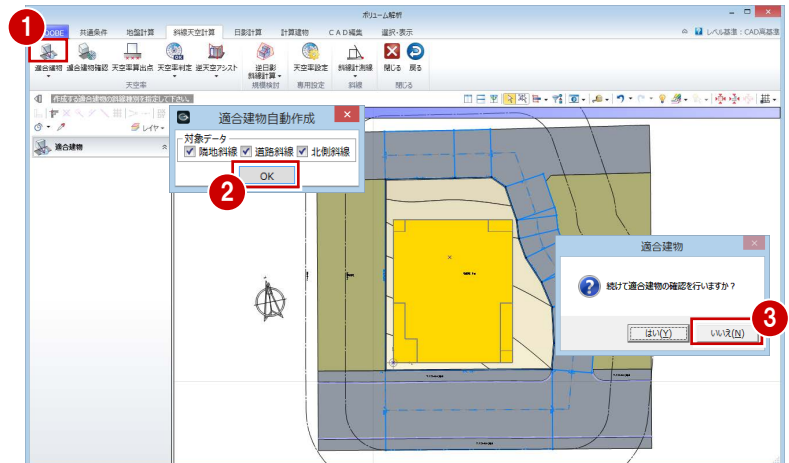 ボリューム解析
1
ADOBE 共通条件 地盤計算 斜線天空計算 日影計算 計算建物 CAD編集 選択・表示
レベル基準：CAD高基準
適合建物 適合建物確認 天空率算出点 天空率判定 逆天空アシスト 逆日影斜線計算 天空率設定 斜線計測線 閉じる 戻る
天空率 規模検討 専用設定 斜線 閉じる
作成する適合建物の斜線種別を指定してください。
レイヤ
適合建物
適合建物自動作成
対象データ
隣地斜線 道路斜線 北側斜線
OK
2
適合建物
続けて適合建物の確認を行いますか？
はい(Y) いいえ(N)
3